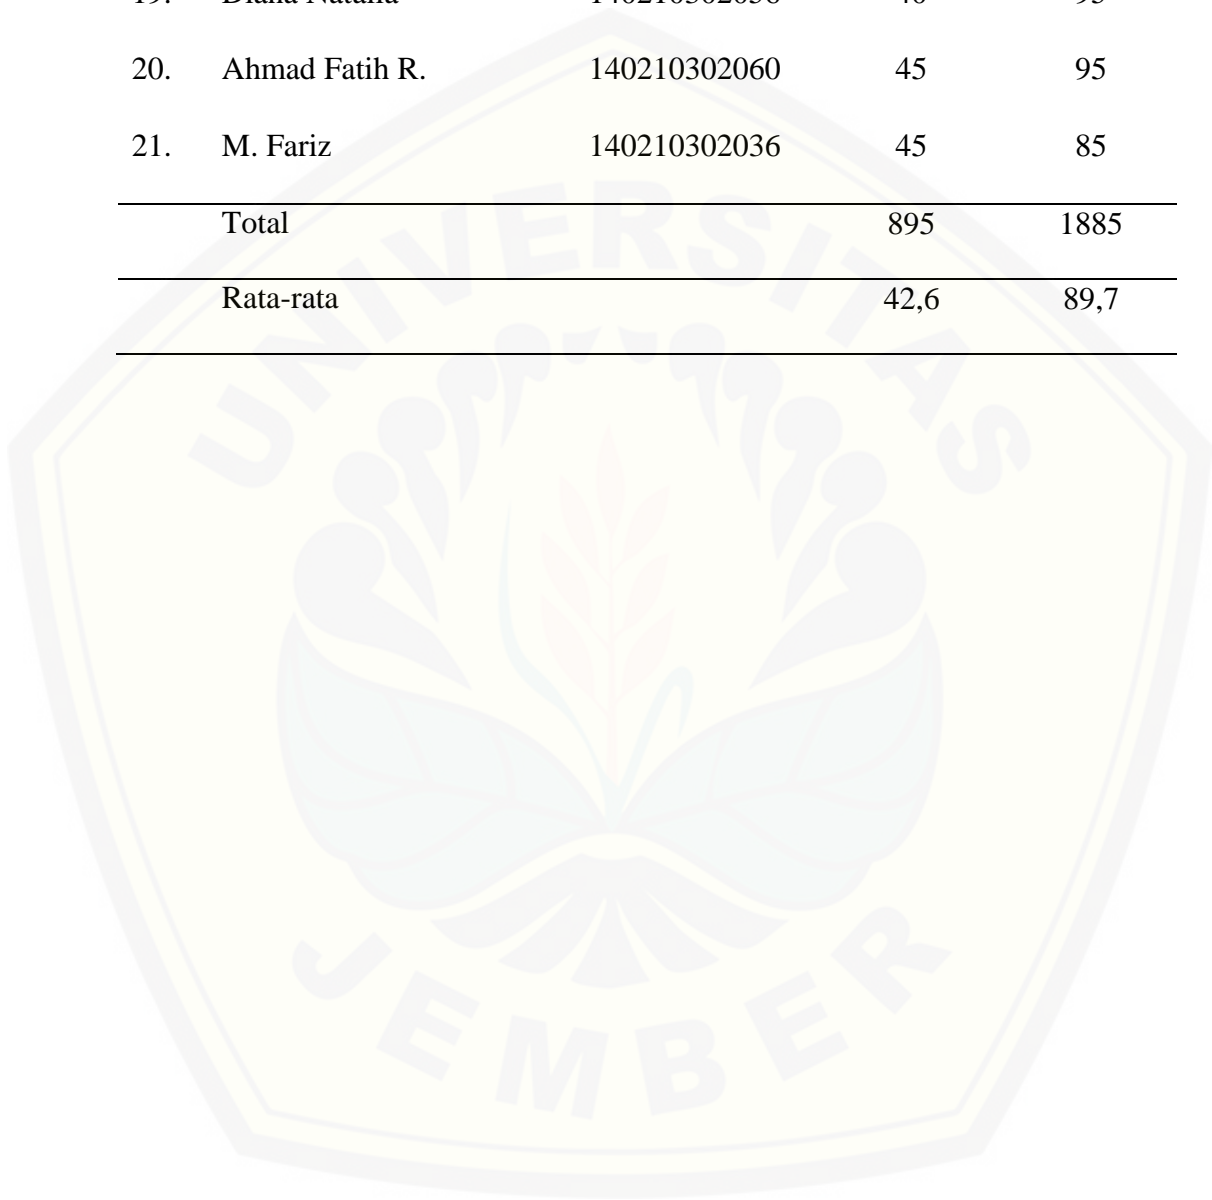 20. Ahmad Fatih R. 140210302060 45 95
21. M. Fariz 140210302036 45 85
Total 895 1885
Rata-rata 42,6 89,7
UNIVERSITAS
JEMBER